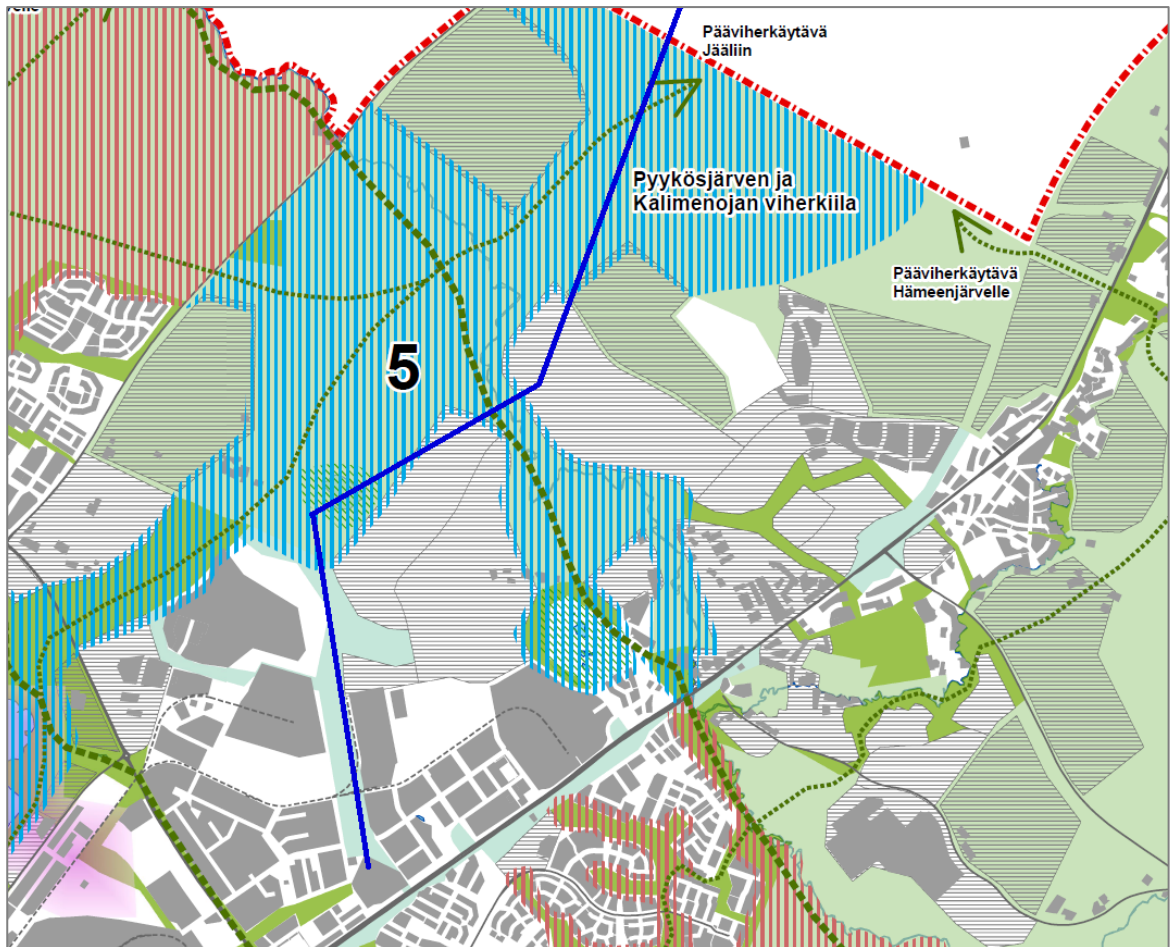 Pääviherkäytävä
Jääliin
Pyykösjärven ja
Kalimenojan viherkiila
Pääviherkäytävä
Hämeenjärvelle
5